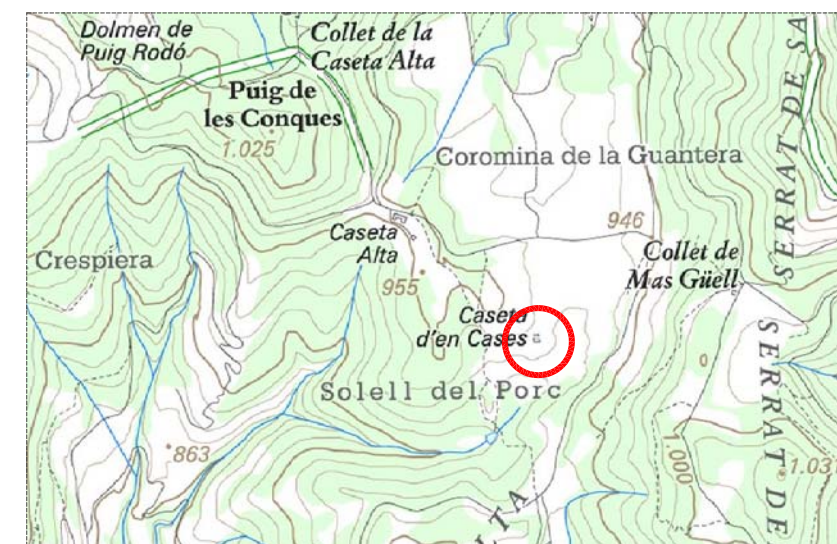 Dolmen de
Puig Rodó
Collet de la
Caseta Alta
Puig de
les Conques
1.025
Coromina de la Guantera
SERRAT DE SA
946
Caseta
Alta
Collet de
Mas Güell
Crespiera
955
Caseta
d'en Cases
Solell del Porc
SERRAT DE
863
1.000
1.03
LTA